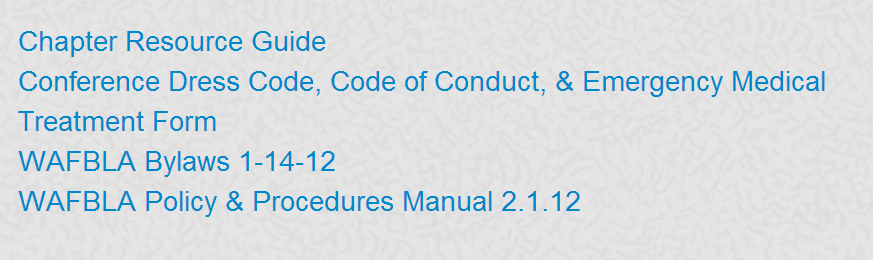 Chapter Resource Guide
Conference Dress Code, Code of Conduct, & Emergency Medical
Treatment Form
WAFBLA Bylaws 1-14-12
WAFBLA Policy & Procedures Manual 2.1.12